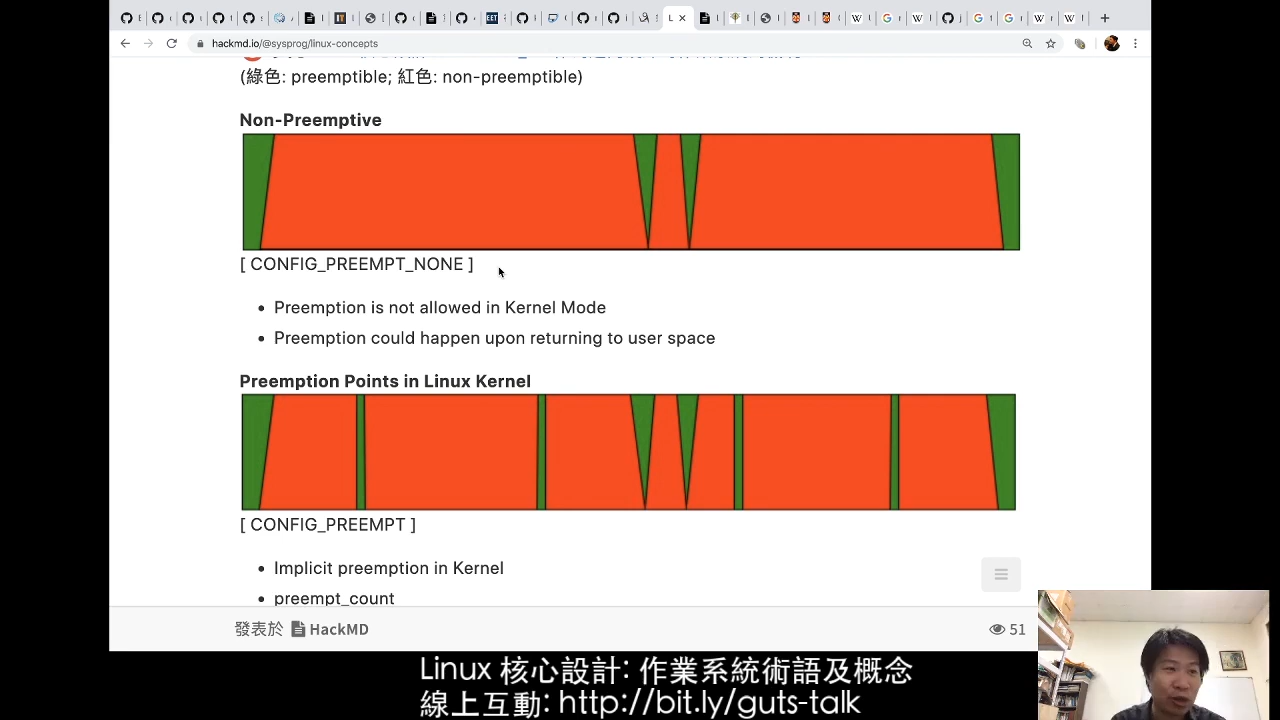 hackmd.io/@sysprog/linux-concepts
(綠色: preemptible; 紅色: non-preemptible)
Non-Preemptive
[ CONFIG_PREEMPT_NONE ]
Preemption is not allowed in Kernel Mode
Preemption could happen upon returning to user space
Preemption Points in Linux Kernel
[ CONFIG_PREEMPT ]
Implicit preemption in Kernel
preempt_count
發表於 HackMD
51
Linux 核心設計: 作業系統術語及概念
線上互動: http://bit.ly/guts-talk